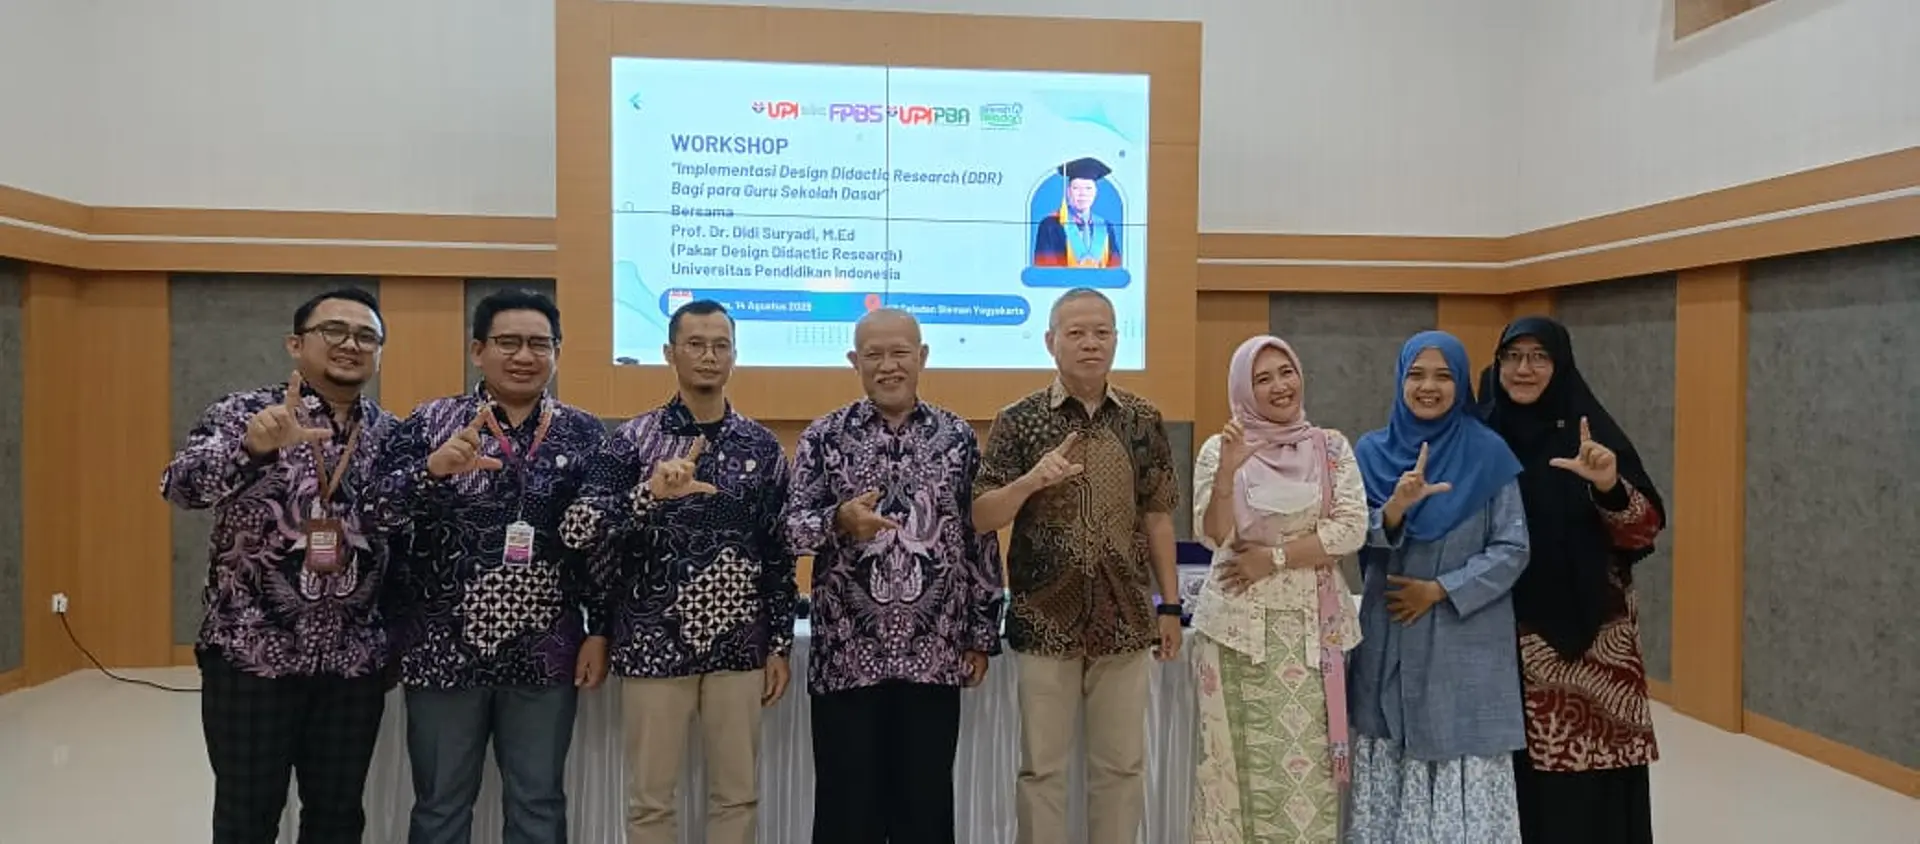 UPI FPBS UPI PBA
WORKSHOP
"Implementasi Design Didactic Research (DDR)
Bagi para Guru Sekolah Dasar"
Bersama
Prof. Dr. Didi Suryadi, M.Ed
(Pakar Design Didactic Research)
Universitas Pendidikan Indonesia
14 Agustus 2025
Sleman Yogyakarta